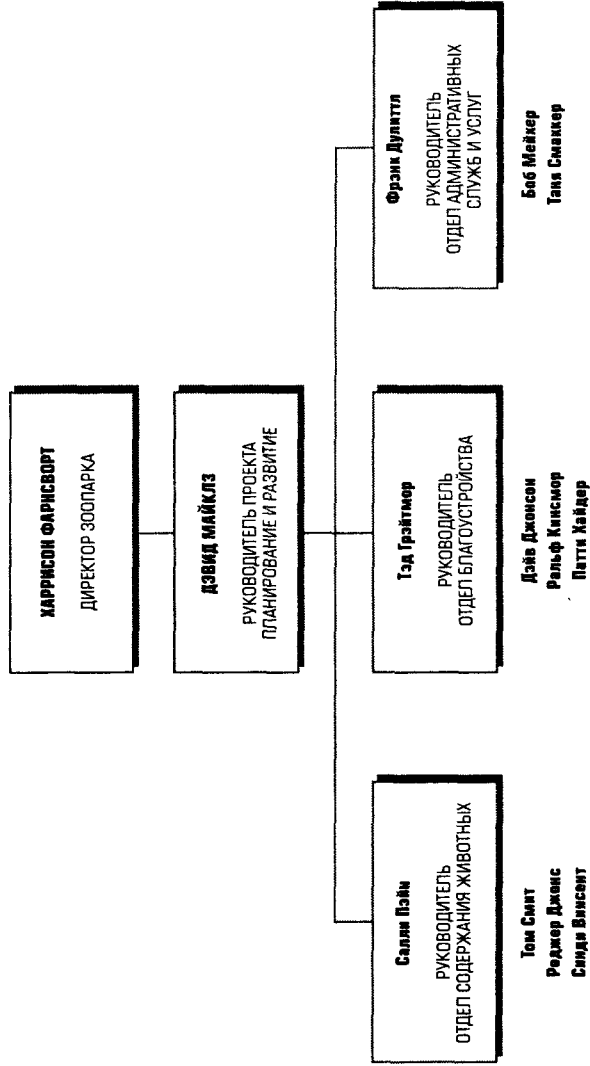 ХАРРИСОН ФАРНСВОРТ
ДИРЕКТОР ЗООПАРКА
ДЭВИД МАЙКЛЗ
РУКОВОДИТЕЛЬ ПРОЕКТА
ПЛАНИРОВАНИЕ И РАЗВИТИЕ
Салли Пэйн
РУКОВОДИТЕЛЬ
ОТДЕЛ СОДЕРЖАНИЯ ЖИВОТНЫХ
Том Смит
Роджер Джонс
Синди Винсент
Тэд Грэйтмор
РУКОВОДИТЕЛЬ
ОТДЕЛ БЛАГОУСТРОЙСТВА
Дэйв Джонсон
Ральф Кинсмор
Патти Хайдер
Фрэнк Дулиттл
РУКОВОДИТЕЛЬ
ОТДЕЛ АДМИНИСТРАТИВНЫХ
СЛУЖБ И УСЛУГ
Боб Мейкер
Таня Смаккер